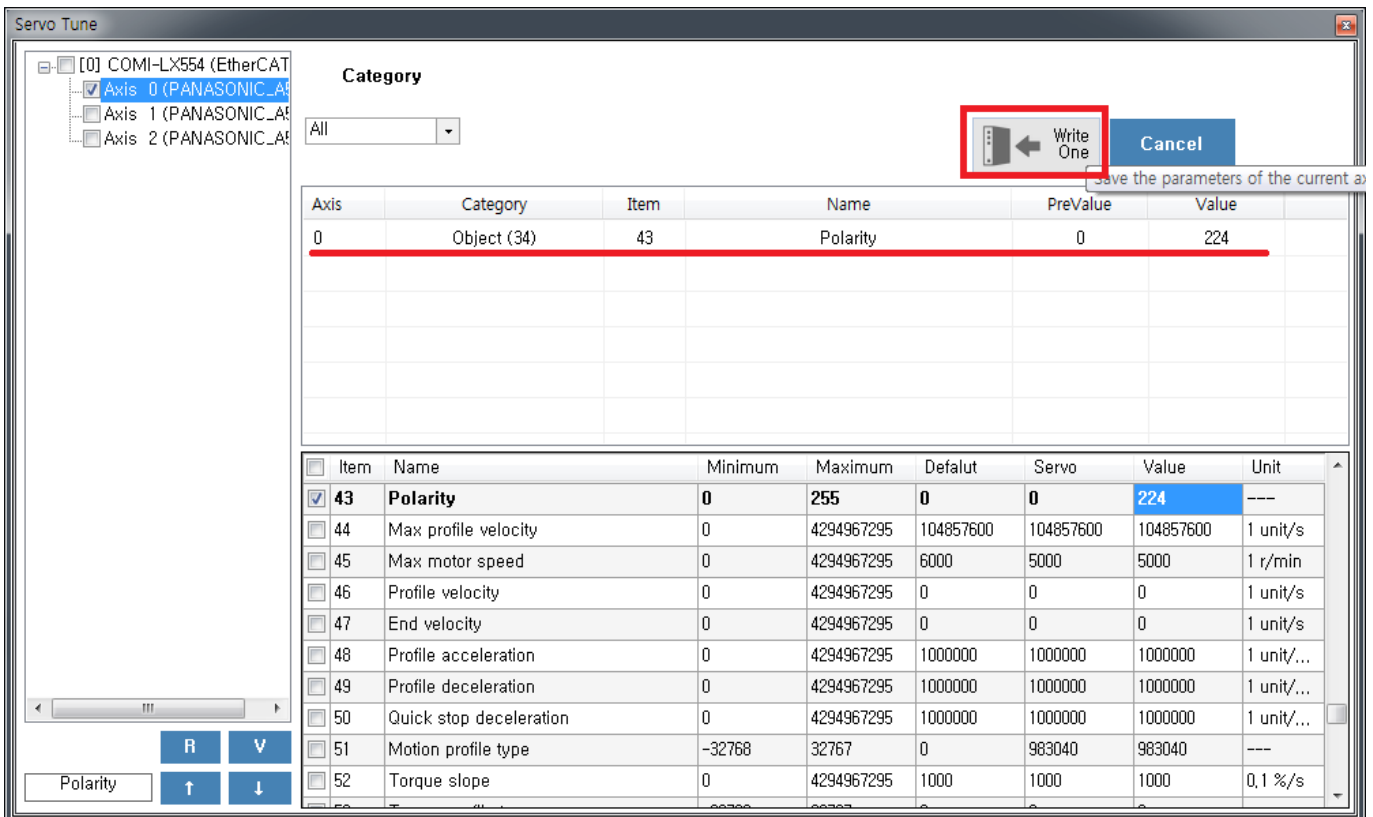 Servo Tune
[0] COMI-LX554 (EtherCAT
Axis 0 (PANASONIC_A5
Axis 1 (PANASONIC_A5
Axis 2 (PANASONIC_A5
Category
All
Write One
Cancel
Save the parameters of the current ax
Axis Category Item Name PreValue Value
0 Object (34) 43 Polarity 0 224
Item Name Minimum Maximum Defalut Servo Value Unit
43 Polarity 0 255 0 0 224 ---
44 Max profile velocity 0 4294967295 104857600 104857600 104857600 1 unit/s
45 Max motor speed 0 4294967295 6000 5000 5000 1 r/min
46 Profile velocity 0 4294967295 0 0 0 1 unit/s
47 End velocity 0 4294967295 0 0 0 1 unit/s
48 Profile acceleration 0 4294967295 1000000 1000000 1000000 1 unit/...
49 Profile deceleration 0 4294967295 1000000 1000000 1000000 1 unit/...
50 Quick stop deceleration 0 4294967295 1000000 1000000 1000000 1 unit/...
51 Motion profile type -32768 32767 0 983040 983040 ---
52 Torque slope 0 4294967295 1000 1000 1000 0,1 %/s
R V
Polarity ↑ ↓